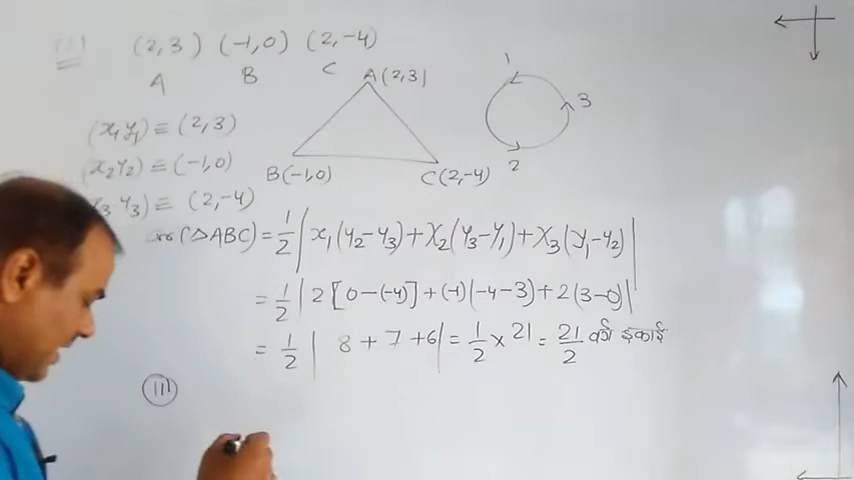 (2,3) (-1,0) (2,-4)
A B C
A(2,3)
B(-1,0)
C(2,-4)
1
3
2
(x₁y₁) ≡ (2,3)
(x₂y₂) ≡ (-1,0)
x₃ y₃) ≡ (2,-4)
(△ABC) = 1/2 | x₁(y₂-y₃)+x₂(y₃-y₁)+x₃(y₁-y₂) |
= 1/2 | 2[0-(-4)]+(-1)(-4-3)+2(3-0) |
= 1/2 | 8+7+6| = 1/2 × 21 = 21/2 वर्ग इकाई
III